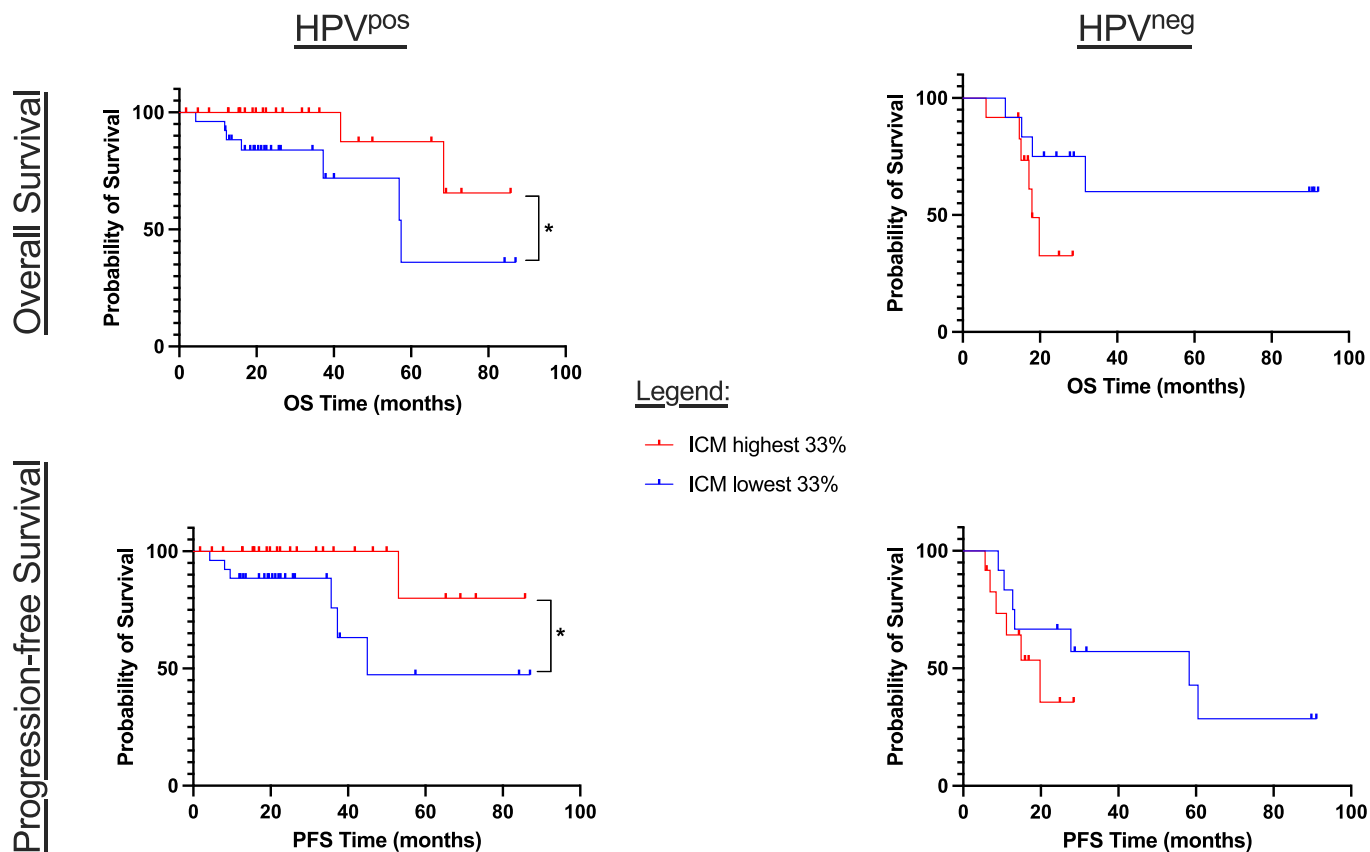 HPVpos
HPVneg
Overall Survival
Probability of Survival
100
50
0
0 20 40 60 80 100
OS Time (months)
*
Probability of Survival
100
50
0
0 20 40 60 80 100
OS Time (months)
Legend:
ICM highest 33%
ICM lowest 33%
Progression-free Survival
Probability of Survival
100
50
0
0 20 40 60 80 100
PFS Time (months)
*
Probability of Survival
100
50
0
0 20 40 60 80 100
PFS Time (months)